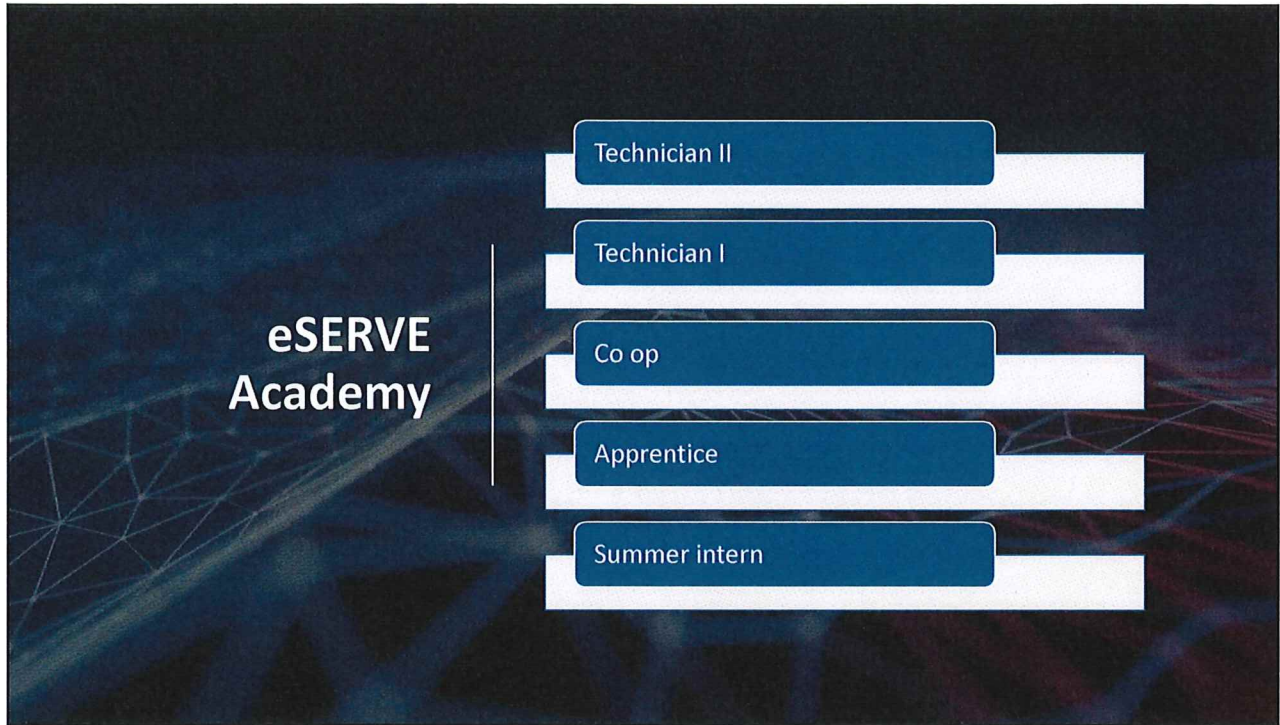 eSERVE
Academy
Technician II
Technician I
Co op
Apprentice
Summer intern